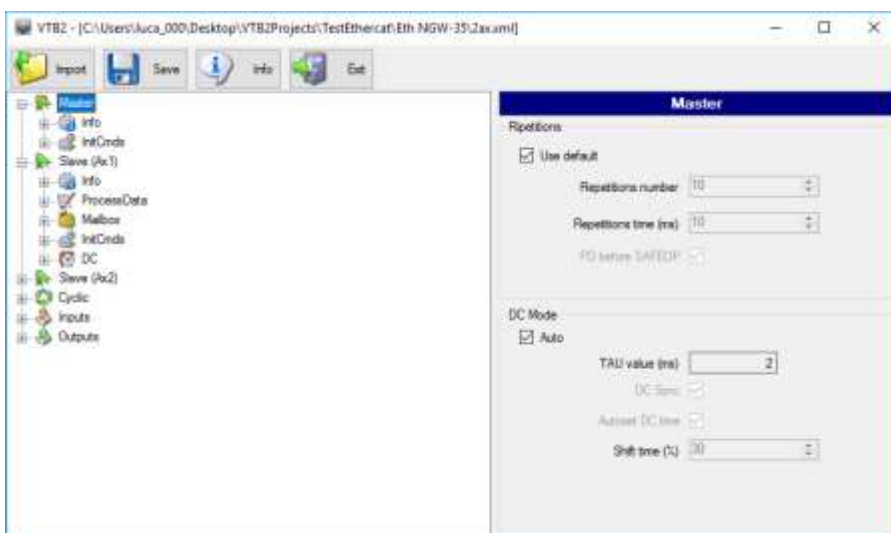 VTB2 - [C:\Users\luca_000\Desktop\VTB2Projects\TestEthercat\Eth NGW-35\2ax.xml]
Import Save Info Exit
Master
Info
InitCmds
Slave (Ax1)
Info
ProcessData
Mailbox
InitCmds
DC
Slave (Ax2)
Cyclic
Inputs
Outputs
Master
Ripetitions
Use default
Repetitions number 10
Repetitions time (ms) 10
PO before SAFEOP
DC Mode
Auto
TAU value (ms) 2
DC Sync
Autoset DC time
Shift time (%) 30